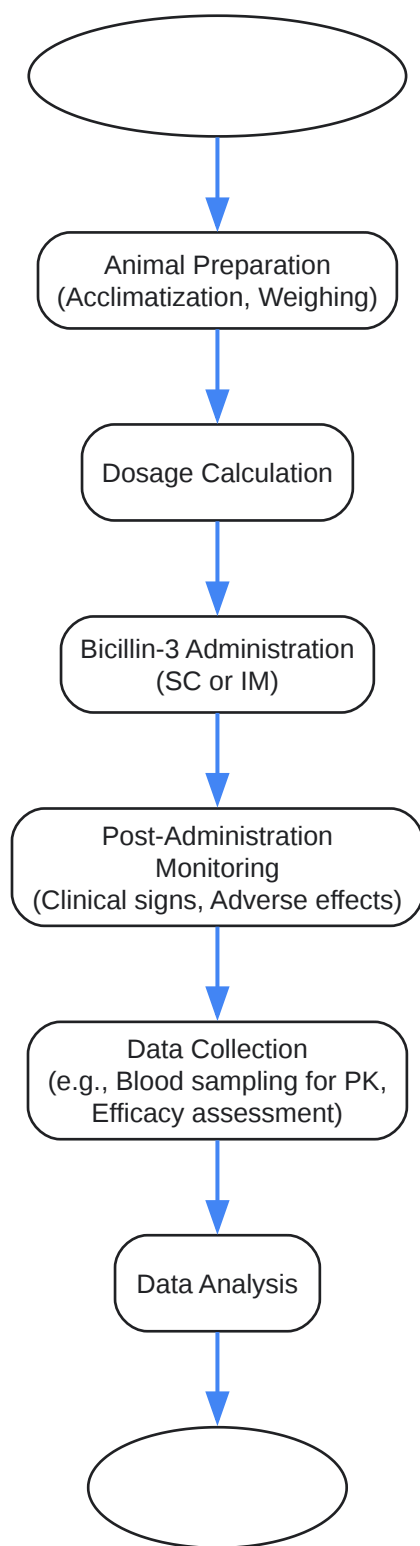 Animal Preparation
(Acclimatization, Weighing)
Dosage Calculation
Bicillin-3 Administration
(SC or IM)
Post-Administration
Monitoring
(Clinical signs, Adverse effects)
Data Collection
(e.g., Blood sampling for PK,
Efficacy assessment)
Data Analysis